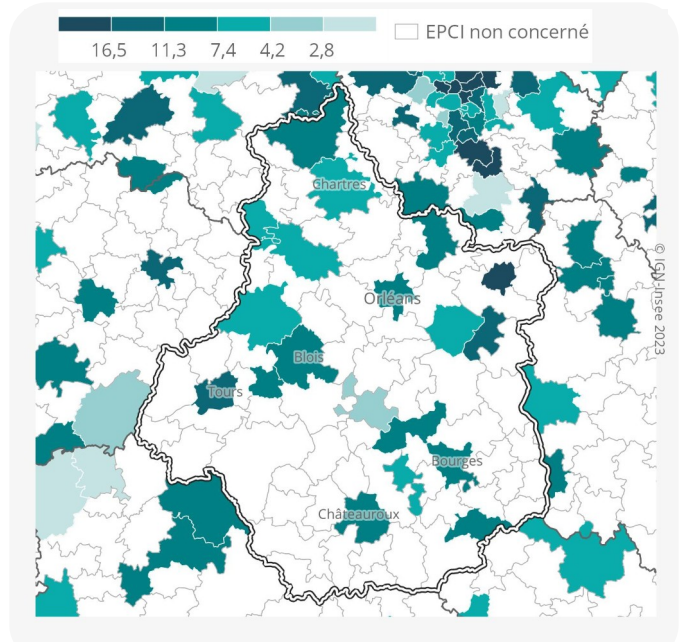 16,5 11,3 7,4 4,2 2,8
EPCI non concerné
Chartres
Orléans
Blois
Tours
Bourges
Châteauroux
© IGN-Insee 2023